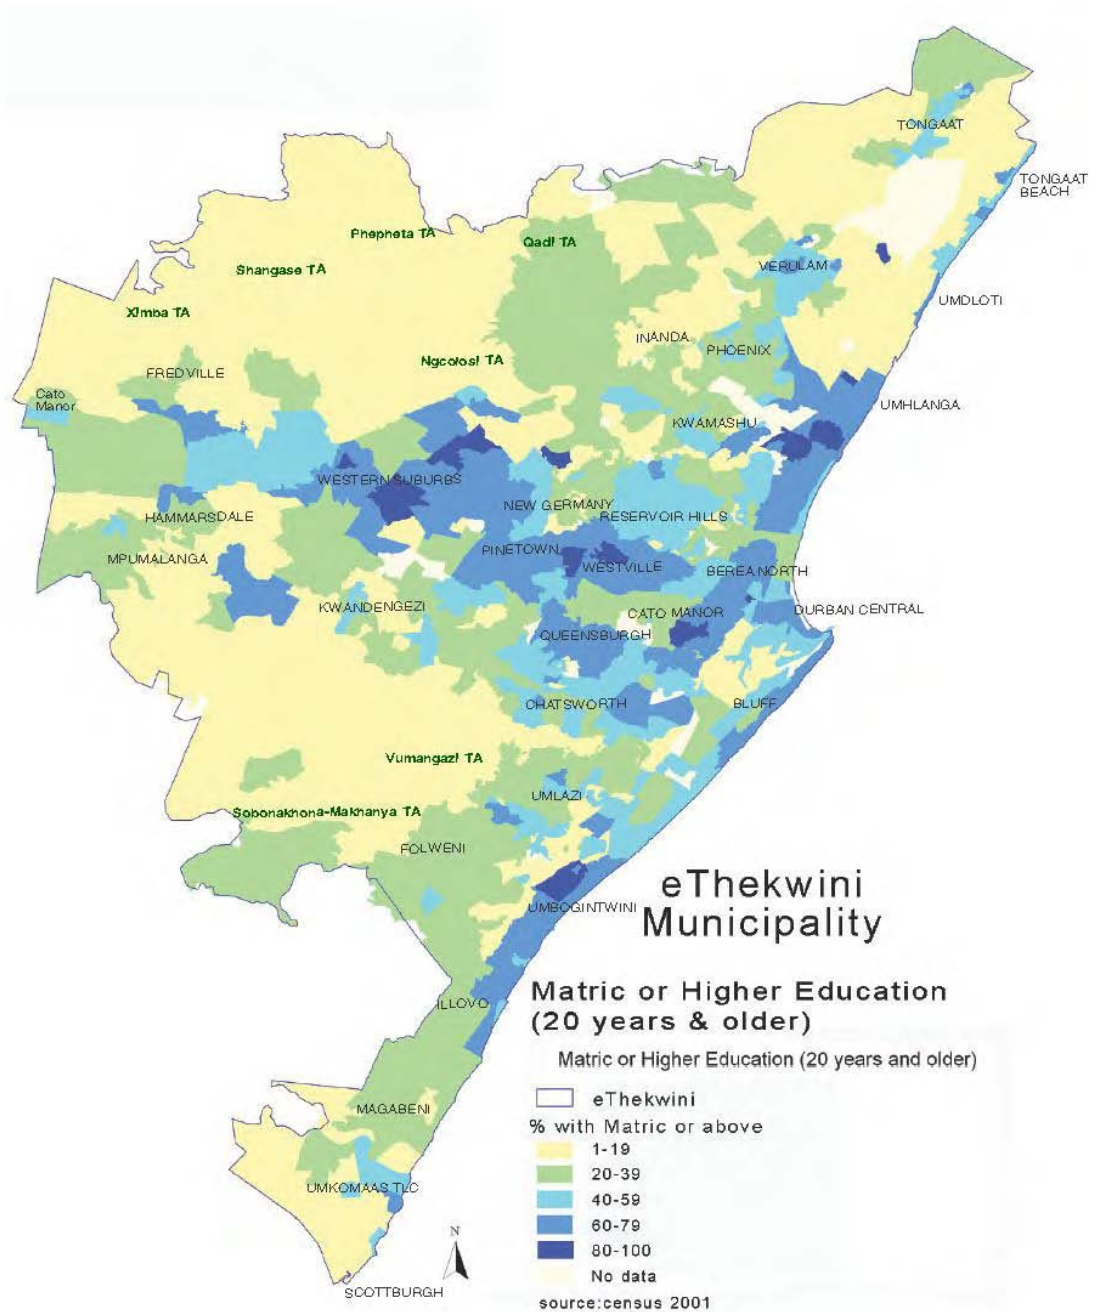 TONGAAT
TONGAAT
BEACH
Phepheta TA
Qadi TA
VERULAM
Shangase TA
UMDLOTI
Ximba TA
INANDA
PHOENIX
Ngcolosi TA
FREDVILLE
Cato
Manor
UMHLANGA
KWAMASHU
WESTERN SUBURBS
NEW GERMANY
RESERVOIR HILLS
HAMMARSDALE
PINETOWN
MPUMALANGA
WESTVILLE
BEREA NORTH
KWANDENGEZI
CATO MANOR
DURBAN CENTRAL
QUEENSBURGH
CHATSWORTH
BLUFF
Vumangazi TA
UMLAZI
Sobonakhona-Makhanya TA
FOLWENI
UMBOGINTWINI
eThekwini
Municipality
ILLOVO
Matric or Higher Education
(20 years & older)
Matric or Higher Education (20 years and older)
eThekwini
MAGABENI
% with Matric or above
1-19
20-39
UMKOMAAS TLC
40-59
60-79
N
80-100
No data
SCOTTBURGH
source:census 2001